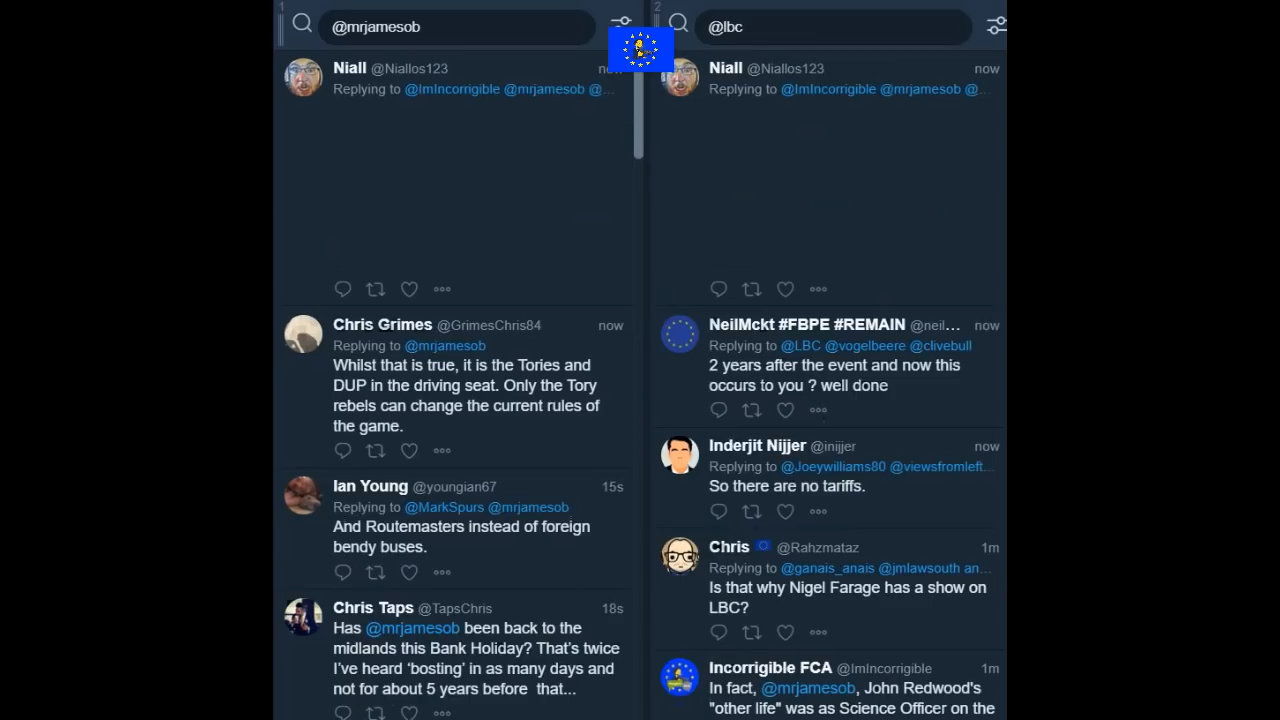 1
@mrjamesob
Niall @Niallos123 now
Replying to @ImIncorrigible @mrjamesob @...
Chris Grimes @GrimesChris84 now
Replying to @mrjamesob
Whilst that is true, it is the Tories and
DUP in the driving seat. Only the Tory
rebels can change the current rules of
the game.
Ian Young @youngian67 15s
Replying to @MarkSpurs @mrjamesob
And Routemasters instead of foreign
bendy buses.
Chris Taps @TapsChris 18s
Has @mrjamesob been back to the
midlands this Bank Holiday? That's twice
I've heard 'bosting' in as many days and
not for about 5 years before that...
2
@lbc
Niall @Niallos123 now
Replying to @ImIncorrigible @mrjamesob @...
NeilMckt #FBPE #REMAIN @neil... now
Replying to @LBC @vogelbeere @clivebull
2 years after the event and now this
occurs to you ? well done
Inderjit Nijjer @inijjer now
Replying to @Joeywilliams80 @viewsfromleft...
So there are no tariffs.
Chris @Rahzmataz 1m
Replying to @ganais_anais @jmlawsouth an...
Is that why Nigel Farage has a show on
LBC?
Incorrigible FCA @ImIncorrigible 1m
In fact, @mrjamesob, John Redwood's
"other life" was as Science Officer on the